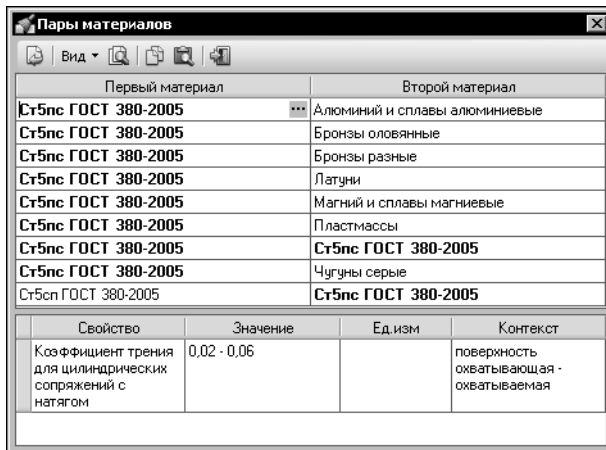 Пары материалов
Вид
Первый материал Второй материал
Ст5пс ГОСТ 380-2005 ... Алюминий и сплавы алюминиевые
Ст5пс ГОСТ 380-2005 Бронзы оловянные
Ст5пс ГОСТ 380-2005 Бронзы разные
Ст5пс ГОСТ 380-2005 Латуни
Ст5пс ГОСТ 380-2005 Магний и сплавы магниевые
Ст5пс ГОСТ 380-2005 Пластмассы
Ст5пс ГОСТ 380-2005 Ст5пс ГОСТ 380-2005
Ст5пс ГОСТ 380-2005 Чугуны серые
Ст5сп ГОСТ 380-2005 Ст5пс ГОСТ 380-2005
Свойство Значение Ед.изм Контекст
Коэффициент трения 0,02 - 0,06 поверхность
для цилиндрических охватывающая -
сопряжений с охватываемая
натягом